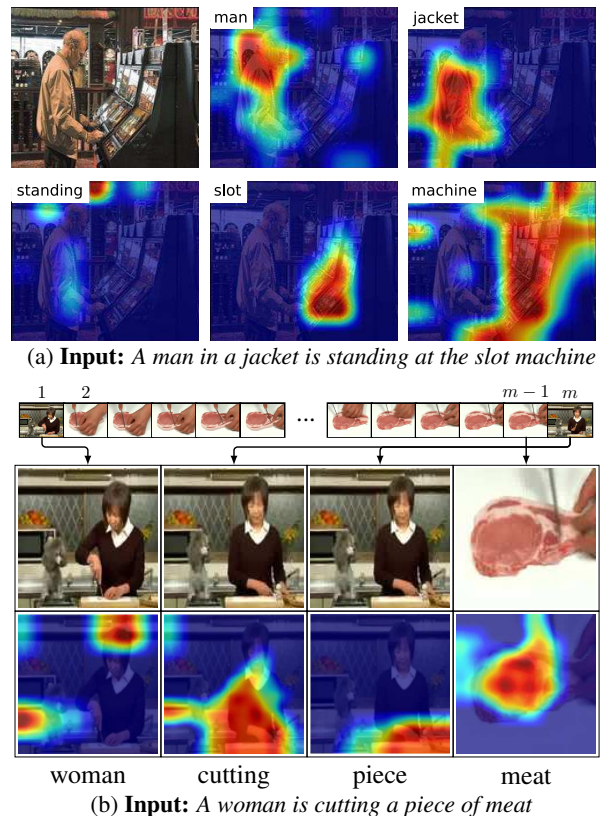 man
jacket
standing
slot
machine
(a) Input: A man in a jacket is standing at the slot machine
1 2 ... m − 1 m
woman cutting piece meat
(b) Input: A woman is cutting a piece of meat